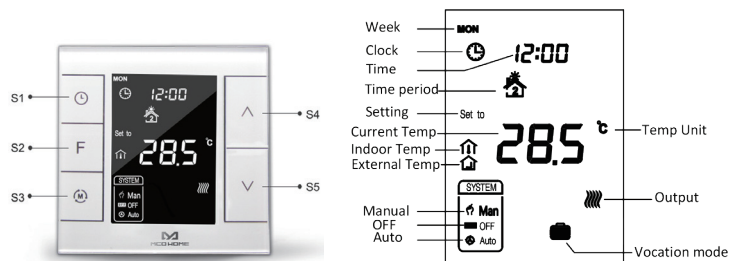 S1
S2
S3
S4
S5
MON
12:00
2
Set to
28.5 °C
SYSTEM
Man
OFF
Auto
F
M
MCO HOME
Week
MON
Clock
Time
12:00
Time period
2
Setting
Set to
Current Temp
28.5 °C
Temp Unit
Indoor Temp
External Temp
SYSTEM
Output
Manual
Man
OFF
OFF
Auto
Auto
Vocation mode